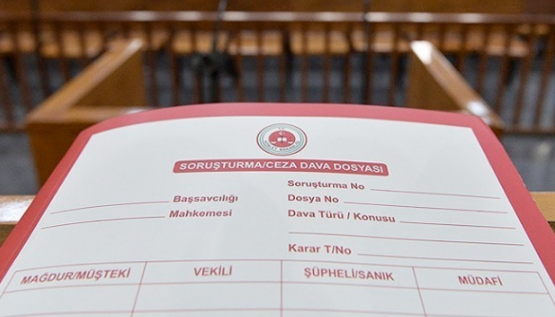 SORUŞTURMA/CEZA DAVA DOSYASI
Soruşturma No
Başsavcılığı Dosya No
Mahkemesi Dava Türü / Konusu
Karar T/No
MAĞDUR/MÜŞTEKİ VEKİLİ ŞÜPHELİ/SANIK MÜDAFİ